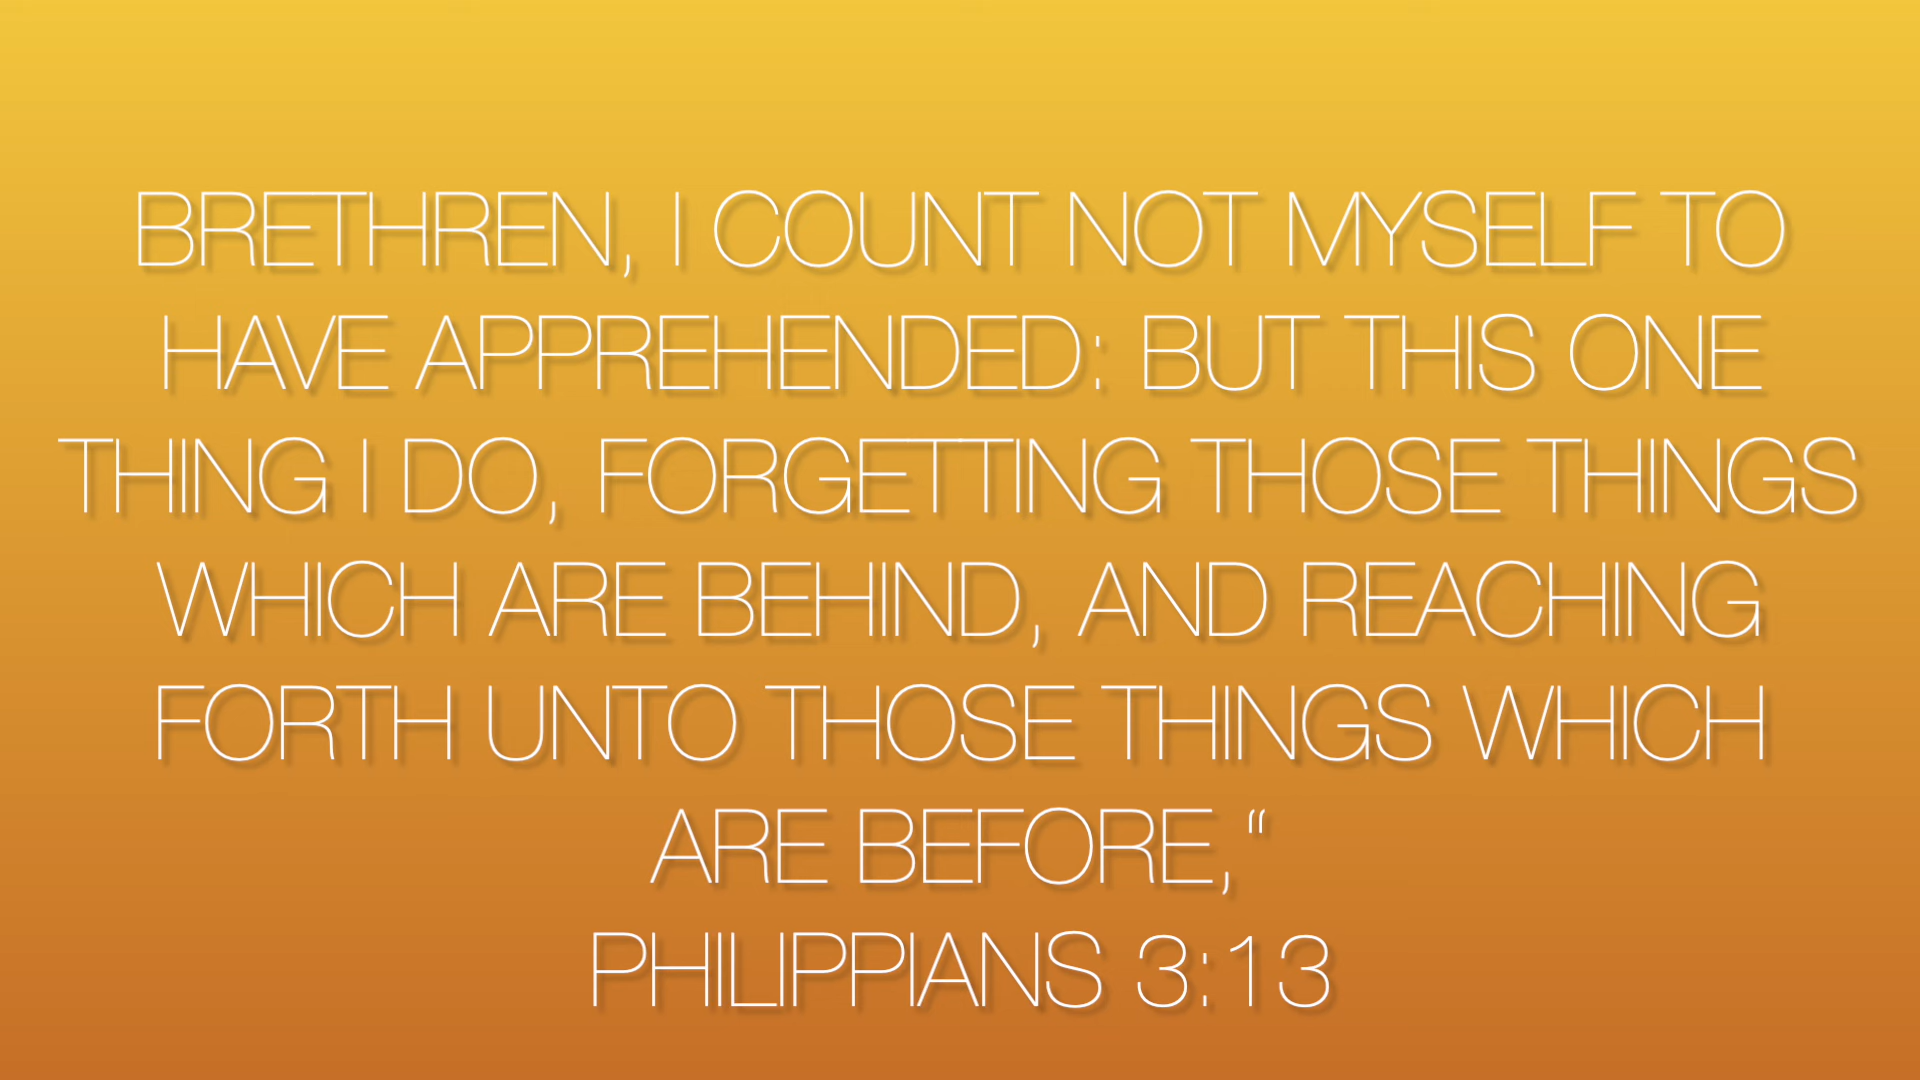 BRETHREN, I COUNT NOT MYSELF TO
HAVE APPREHENDED: BUT THIS ONE
THING I DO, FORGETTING THOSE THINGS
WHICH ARE BEHIND, AND REACHING
FORTH UNTO THOSE THINGS WHICH
ARE BEFORE,“
PHILIPPIANS 3:13